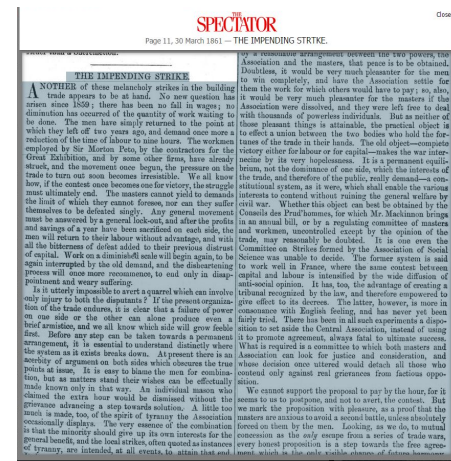 THE
SPECTATOR
Close
Page 11, 30 March 1861 — THE IMPENDING STRTKE.
THE IMPENDING STRIKE.
ANOTHER of these melancholy strikes in the building
trade appears to be at hand. No new question has
arisen since 1859; there has been no fall in wages; no
diminution has occurred of the quantity of work waiting to
be done. The men have simply returned to the point at
which they left off two years ago, and demand once more a
reduction of the time of labour to nine hours. The workmen
employed by Sir Morton Peto, by the contractors for the
Great Exhibition, and by some other firms, have already
struck, and the movement once begun, the pressure on the
trade to turn out soon becomes irresistible. We all know
how, if the contest once becomes one for victory, the struggle
must ultimately end. The masters cannot yield to demands
the limit of which they cannot foresee, nor can they suffer
themselves to be defeated singly. Any general movement
must be answered by a general lock-out, and after the profits
and savings of a year have been sacrificed on each side, the
men will return to their labour without advantage, and with
all the bitterness of defeat added to their previous distrust
of capital. Work on a diminished scale will begin again, to be
again interrupted by the old demand, and the disheartening
process will once more recommence, to end only in disap-
pointment and weary suffering.
Is it utterly impossible to avert a quarrel which can involve
only injury to both the disputants? If the present organiza-
tion of the trade endures, it is clear that a failure of power
on one side or the other can alone produce even a
brief armistice, and we all know which side will grow feeble
first. Before any step can be taken towards a permanent
arrangement, it is essential to understand distinctly where
the system as it exists breaks down. At present there is an
acerbity of argument on both sides which obscures the true
points at issue. It is easy to blame the men for combina-
tion, but as matters stand their wishes can be effectually
made known only in that way. An individual mason who
claimed the extra hour would be dismissed without the
grievance advancing a step towards solution. A little too
much is made, too, of the spirit of tyranny the Association
occasionally displays. The very essence of the combination
is that the minority should give up its own interests for the
general benefit, and the local strikes, often quoted as instances
of tyranny, are intended, at all events, to attain that end.
by a reasonable arrangement between the two powers, the
Association and the masters, that peace is to be obtained.
Doubtless, it would be very much pleasanter for the men
to win completely, and have the Association settle for
them the work for which others would have to pay; so, also,
it would be very much pleasanter for the masters if the
Association were dissolved, and they left free to deal
with thousands of powerless individuals. But as neither of
those pleasant things is attainable, the practical object is
to effect a union between the two bodies who hold the for-
tunes of the trade in their hands. The old object—complete
victory either for labour or for capital—makes the war inter-
necine by its very hopelessness. It is a permanent equili-
brium, not the dominance of one side, which the interests of
the trade, and therefore of the public, really demand—a con-
stitutional system, as it were, which shall enable the various
interests to contend without ruining the general welfare by
civil war. Whether this object can best be obtained by the
Conseils des Prud'hommes, for which Mr. Mackinnon brings
in an annual bill, or by a regulating committee of masters
and workmen, uncontrolled except by the opinion of the
trade, may reasonably be doubted. It is one even the
Committee on Strikes formed by the Association of Social
Science was unable to decide. The former system is said
to work well in France, where the same contest between
capital and labour is intensified by the wide diffusion of
anti-social opinion. It has, too, the advantage of creating a
tribunal recognized by the law, and therefore empowered to
give effect to its decrees. The latter, however, is more in
consonance with English feeling, and has never yet been
fairly tried. There has been in all such experiments a dispo-
sition to set aside the Central Association, instead of using
it to promote agreement, always fatal to ultimate success.
What is required is a committee to which both masters and
Association can look for justice and consideration, and
whose decision once uttered would detach all those who
contend only against real grievances from factious oppo-
sition.
We cannot support the proposal to pay by the hour, for it
seems to us to postpone, and not to avert, the contest. But
we mark the proposition with pleasure, as a proof that the
masters are anxious to avoid a second battle, unless absolutely
forced on them by the men. Looking, as we do, to mutual
concession as the only escape from a series of trade wars,
every honest proposition is a step towards the free agree-
ment which is the only visible chance of future harmony